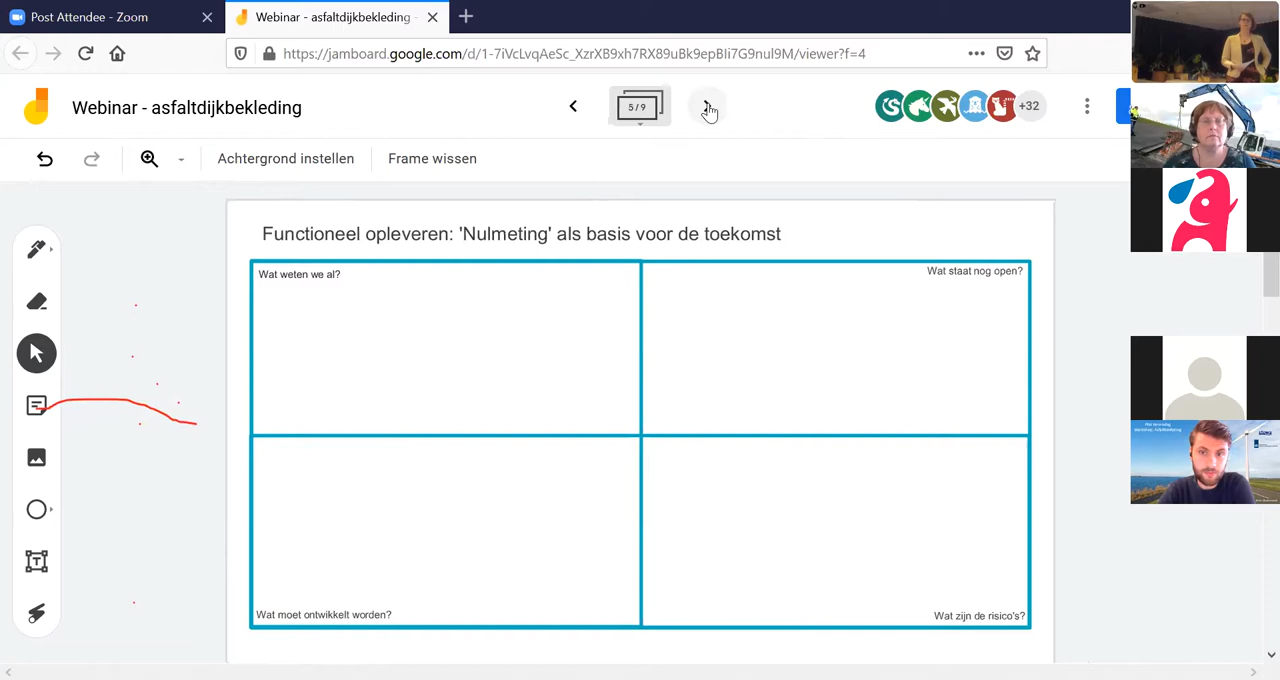 Post Attendee - Zoom
Webinar - asfaltdijkbekleding
https://jamboard.google.com/d/1-7iVcLvqAeSc_XzrXB9xh7RX89uBk9epBIi7G9nul9M/viewer?f=4
Webinar - asfaltdijkbekleding
5/9
+32
Achtergrond instellen
Frame wissen
Functioneel opleveren: 'Nulmeting' als basis voor de toekomst
Wat weten we al?
Wat staat nog open?
Wat moet ontwikkelt worden?
Wat zijn de risico's?